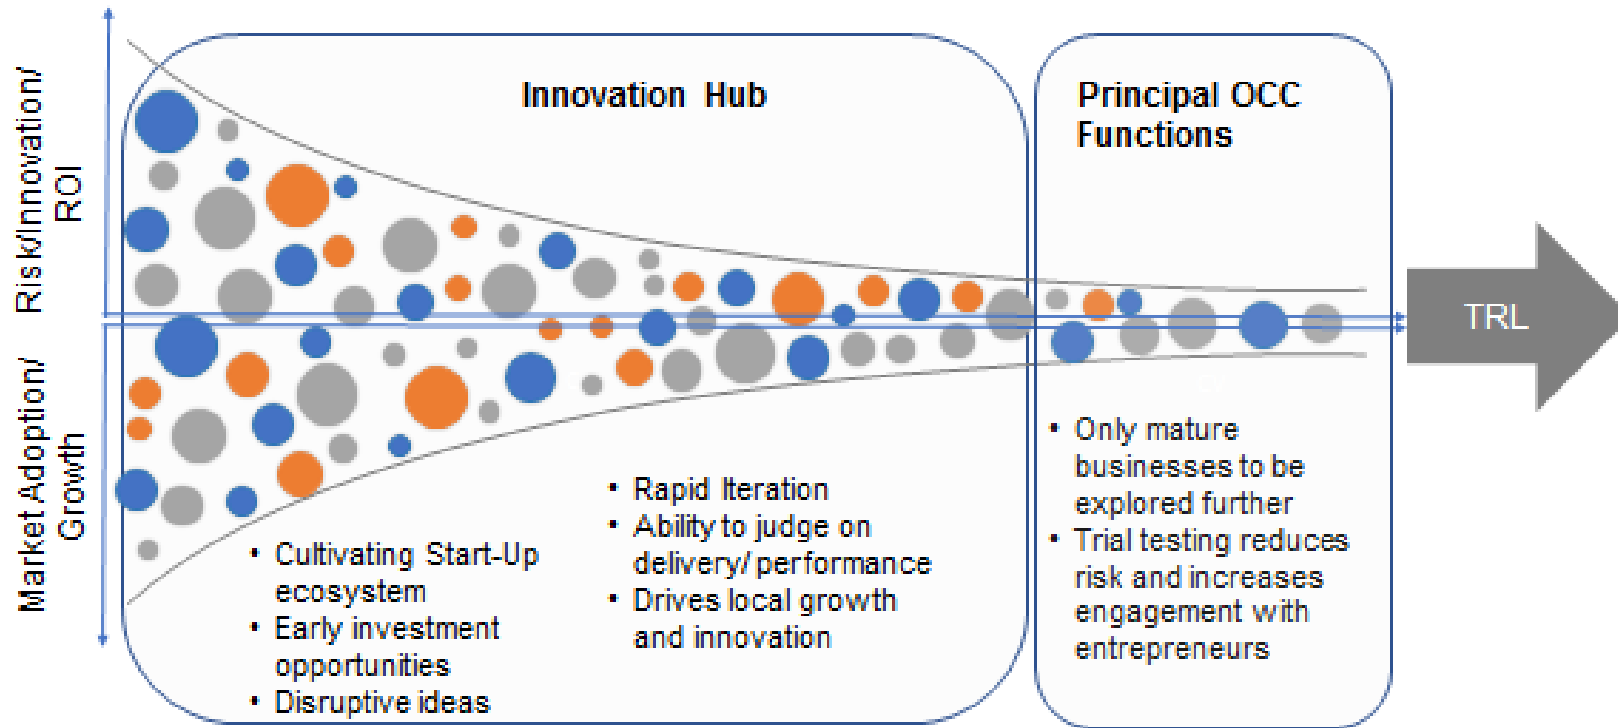 Innovation Hub
Principal OCC
Functions
Risk/Innovation/
ROI
Market Adoption/
Growth
TRL
• Cultivating Start-Up
ecosystem
• Early investment
opportunities
• Disruptive ideas
• Rapid Iteration
• Ability to judge on
delivery/ performance
• Drives local growth
and innovation
• Only mature
businesses to be
explored further
• Trial testing reduces
risk and increases
engagement with
entrepreneurs